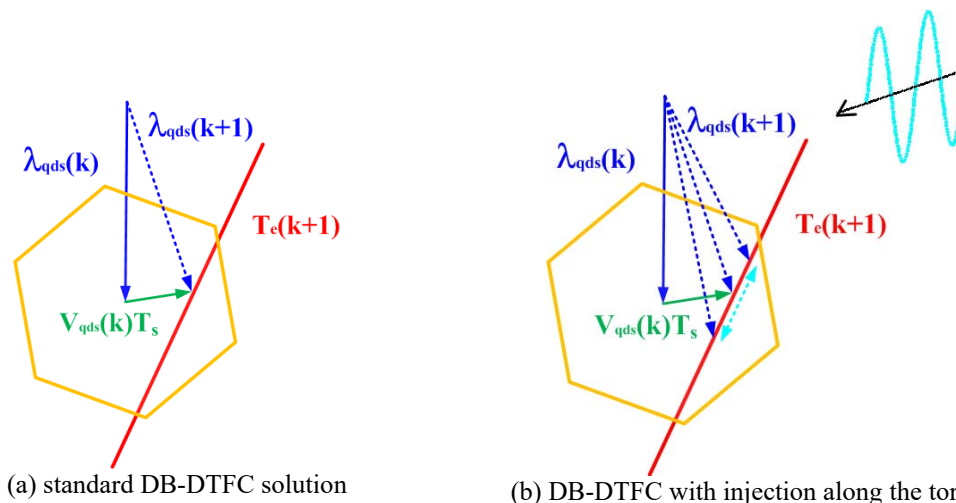 λqds(k+1)
λqds(k)
Te(k+1)
Vqds(k)Ts
(a) standard DB-DTFC solution
λqds(k+1)
λqds(k)
Te(k+1)
Vqds(k)Ts
(b) DB-DTFC with injection along the